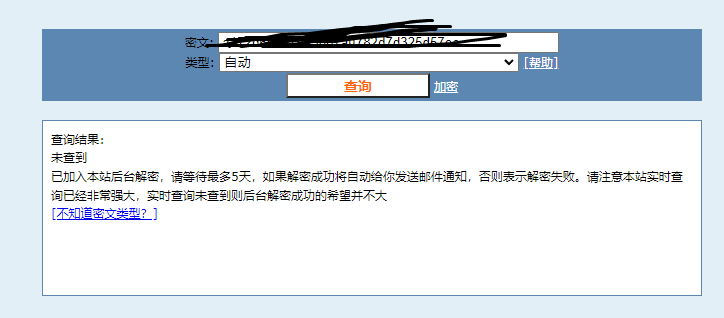 密文:
类型: 自动 [帮助]
查询 加密
查询结果:
未查到
已加入本站后台解密，请等待最多5天，如果解密成功将自动给你发送邮件通知，否则表示解密失败。请注意本站实时查
询已经非常强大，实时查询未查到则后台解密成功的希望并不大
[不知道密文类型？]